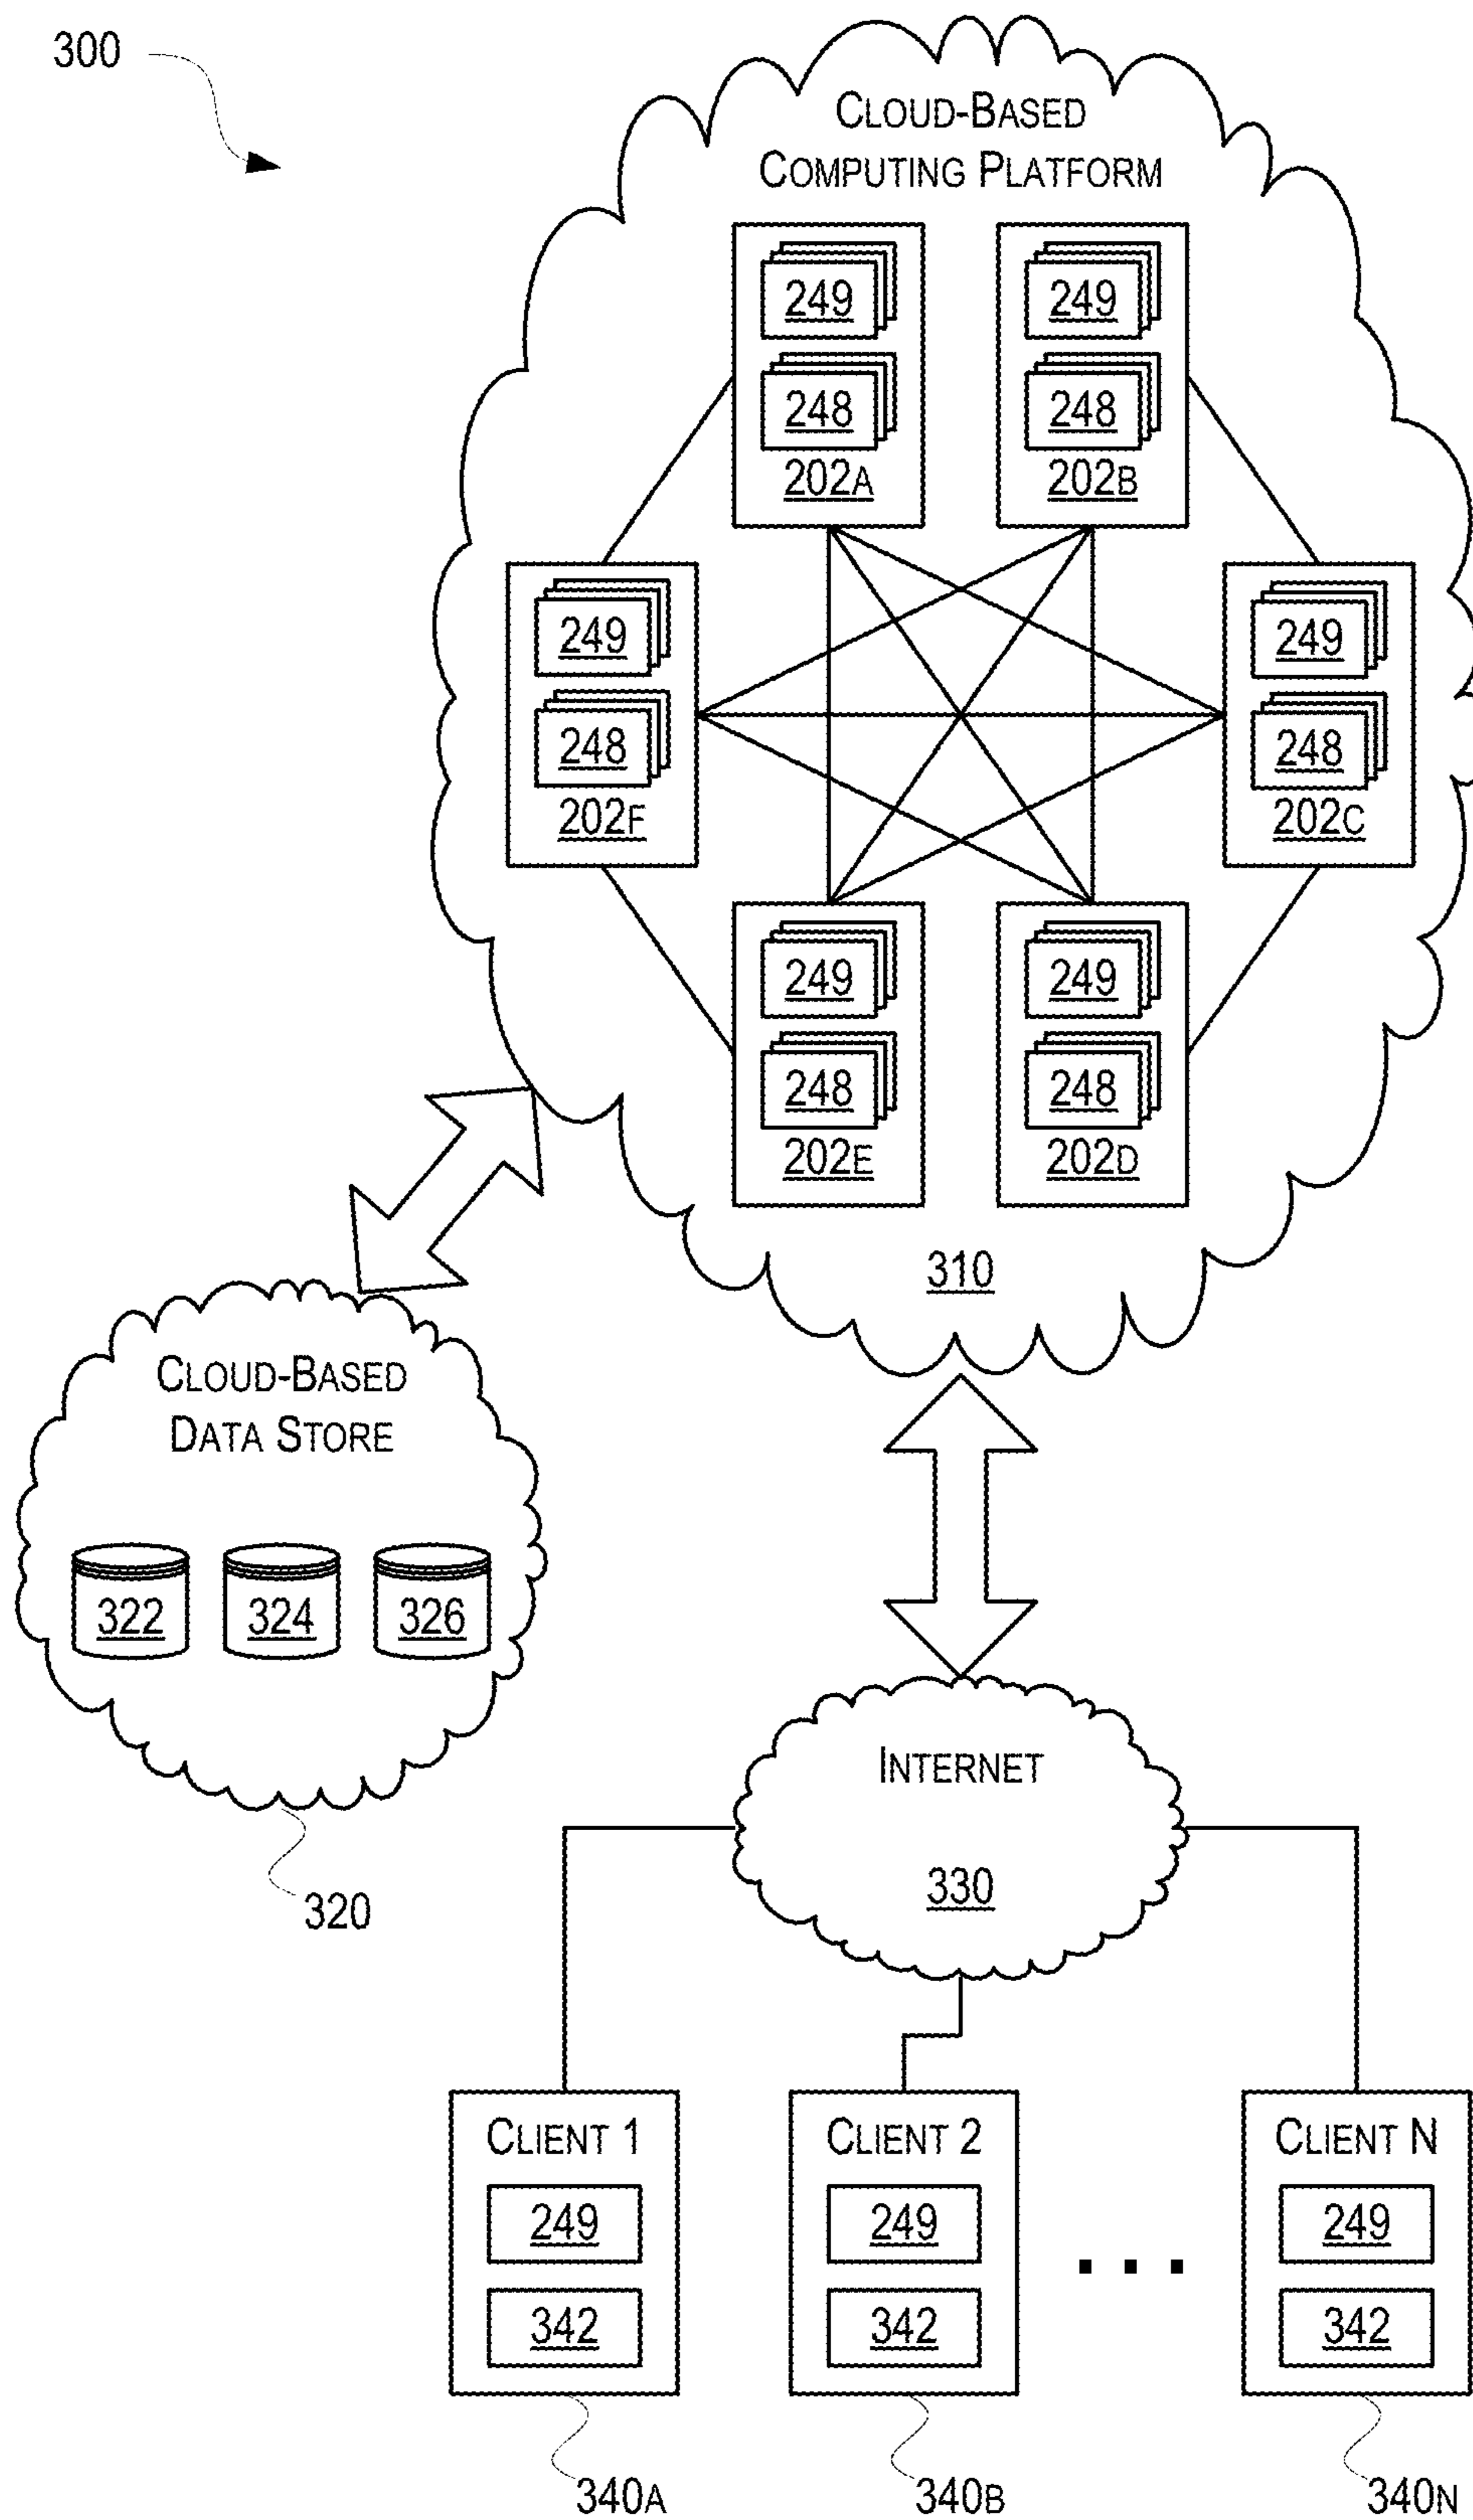 300
CLOUD-BASED
COMPUTING PLATFORM
249
248
202A
249
248
202B
249
248
202F
249
248
202C
249
248
202E
249
248
202D
310
CLOUD-BASED
DATA STORE
322 324 326
320
INTERNET
330
CLIENT 1
249
342
340A
CLIENT 2
249
342
340B
...
CLIENT N
249
342
340N